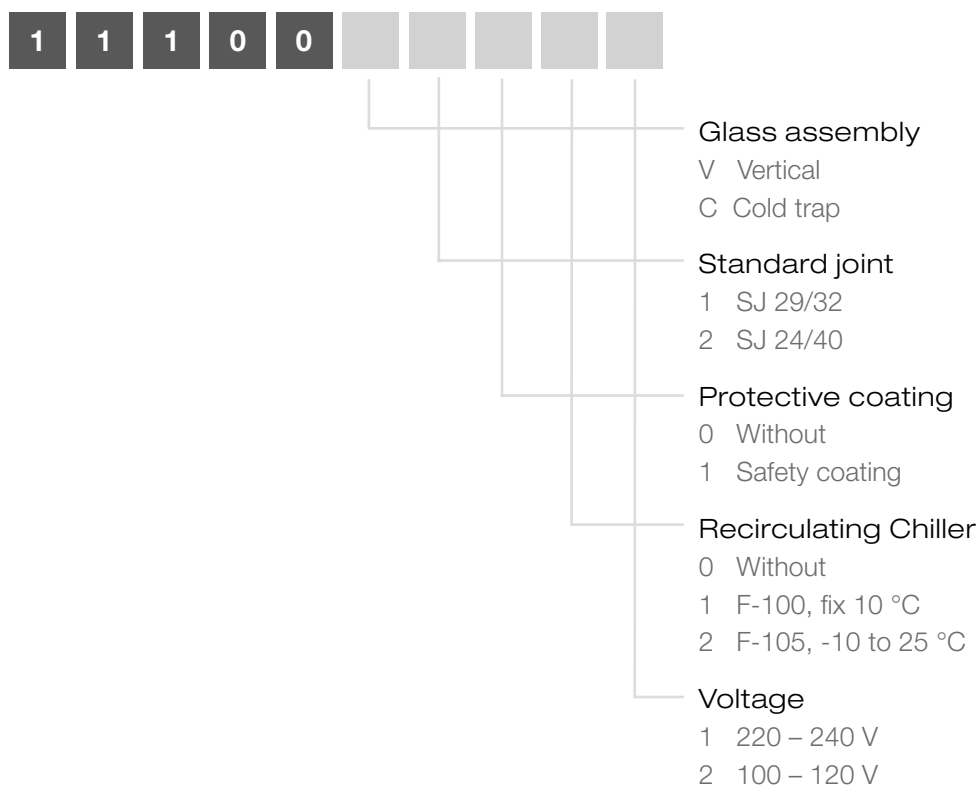 1 1 1 0 0
Glass assembly
V Vertical
C Cold trap
Standard joint
1 SJ 29/32
2 SJ 24/40
Protective coating
0 Without
1 Safety coating
Recirculating Chiller
0 Without
1 F-100, fix 10 °C
2 F-105, -10 to 25 °C
Voltage
1 220 – 240 V
2 100 – 120 V